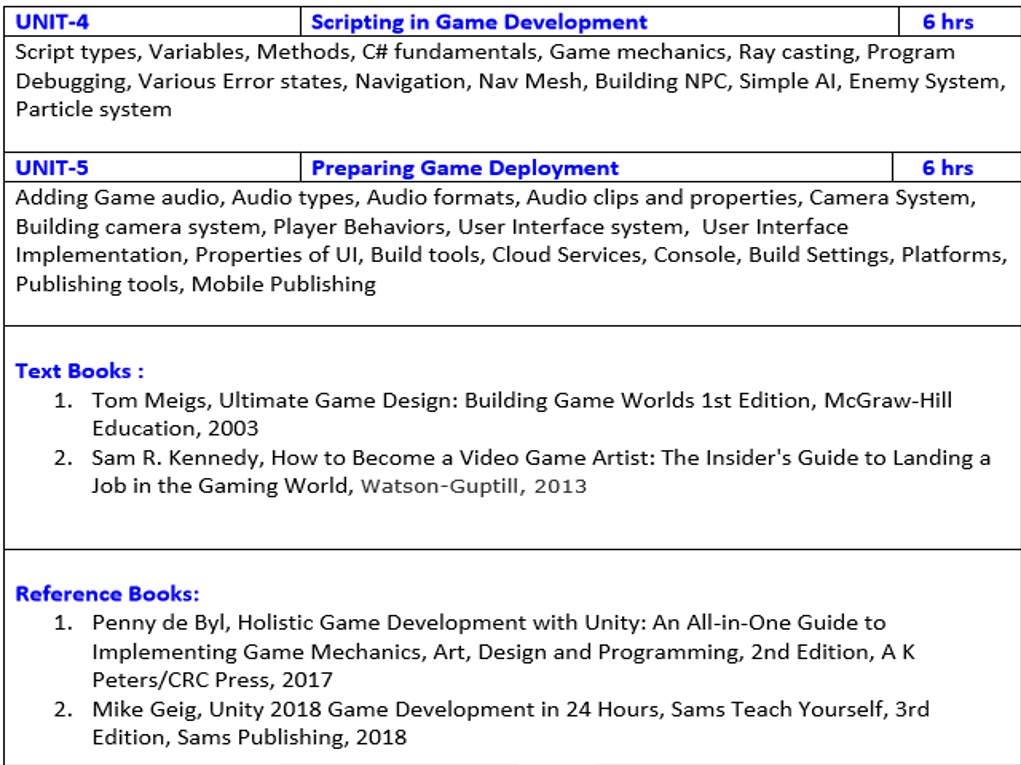 UNIT-4 Scripting in Game Development 6 hrs
Script types, Variables, Methods, C# fundamentals, Game mechanics, Ray casting, Program
Debugging, Various Error states, Navigation, Nav Mesh, Building NPC, Simple AI, Enemy System,
Particle system
UNIT-5 Preparing Game Deployment 6 hrs
Adding Game audio, Audio types, Audio formats, Audio clips and properties, Camera System,
Building camera system, Player Behaviors, User Interface system, User Interface
Implementation, Properties of UI, Build tools, Cloud Services, Console, Build Settings, Platforms,
Publishing tools, Mobile Publishing
Text Books :
1. Tom Meigs, Ultimate Game Design: Building Game Worlds 1st Edition, McGraw-Hill
Education, 2003
2. Sam R. Kennedy, How to Become a Video Game Artist: The Insider's Guide to Landing a
Job in the Gaming World, Watson-Guptill, 2013
Reference Books:
1. Penny de Byl, Holistic Game Development with Unity: An All-in-One Guide to
Implementing Game Mechanics, Art, Design and Programming, 2nd Edition, A K
Peters/CRC Press, 2017
2. Mike Geig, Unity 2018 Game Development in 24 Hours, Sams Teach Yourself, 3rd
Edition, Sams Publishing, 2018